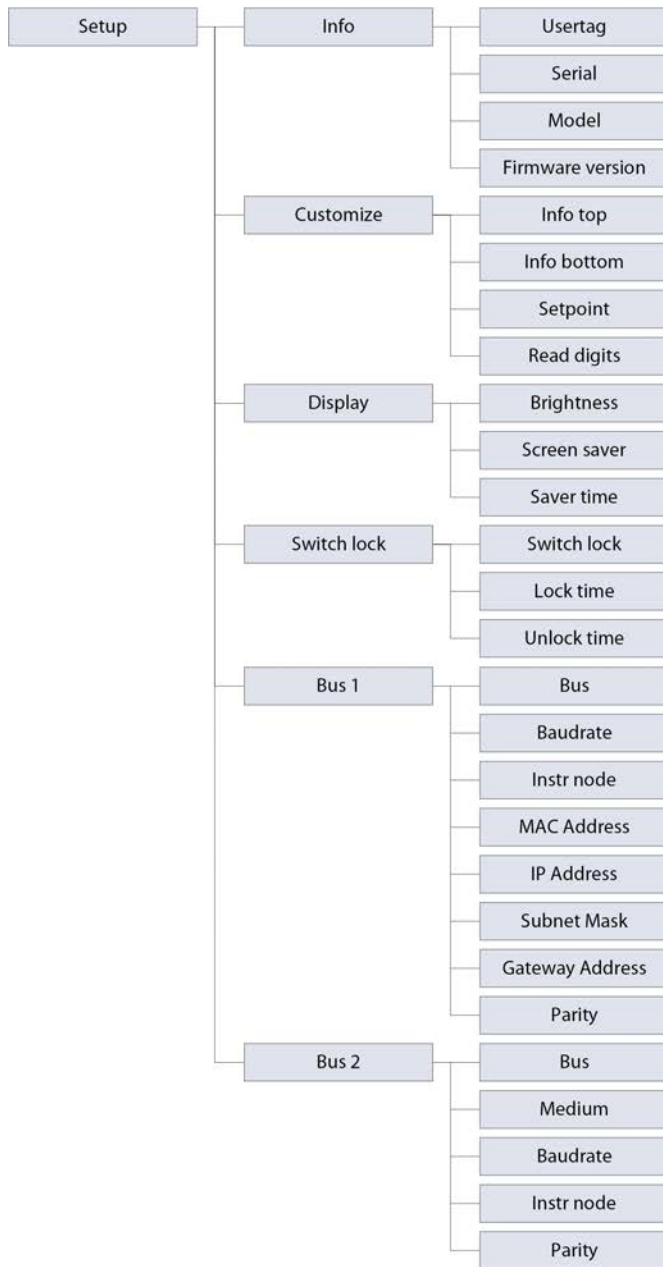 Setup
Info
Usertag
Serial
Model
Firmware version
Customize
Info top
Info bottom
Setpoint
Read digits
Display
Brightness
Screen saver
Saver time
Switch lock
Switch lock
Lock time
Unlock time
Bus 1
Bus
Baudrate
Instr node
MAC Address
IP Address
Subnet Mask
Gateway Address
Parity
Bus 2
Bus
Medium
Baudrate
Instr node
Parity